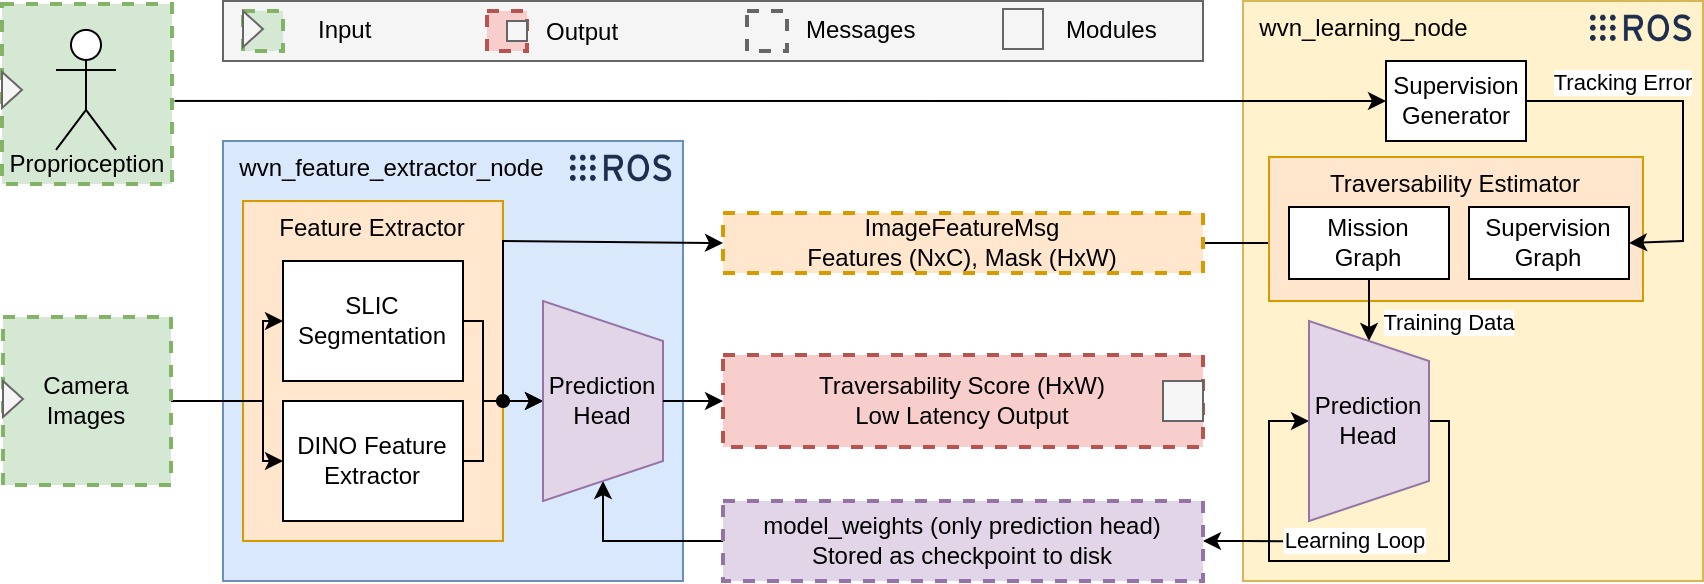 Input
Output
Messages
Modules
Proprioception
Camera
Images
wvn_feature_extractor_node
ROS
Feature Extractor
SLIC
Segmentation
DINO Feature
Extractor
Prediction
Head
ImageFeatureMsg
Features (NxC), Mask (HxW)
Traversability Score (HxW)
Low Latency Output
model_weights (only prediction head)
Stored as checkpoint to disk
wvn_learning_node
ROS
Supervision
Generator
Tracking Error
Traversability Estimator
Mission
Graph
Supervision
Graph
Training Data
Prediction
Head
Learning Loop